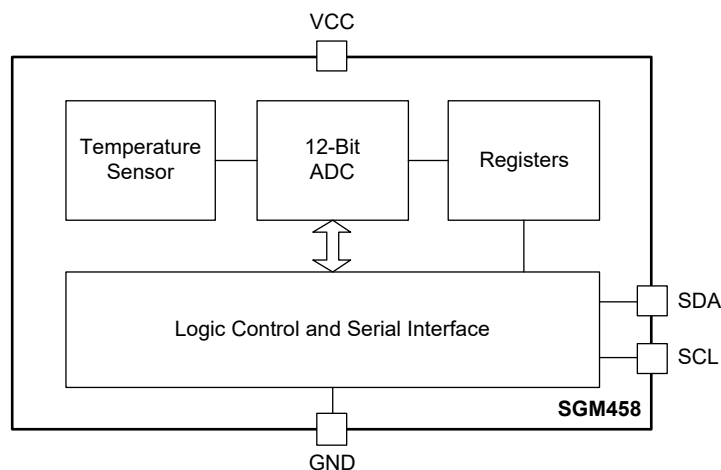 VCC
Temperature
Sensor
12-Bit
ADC
Registers
Logic Control and Serial Interface
SDA
SCL
SGM458
GND